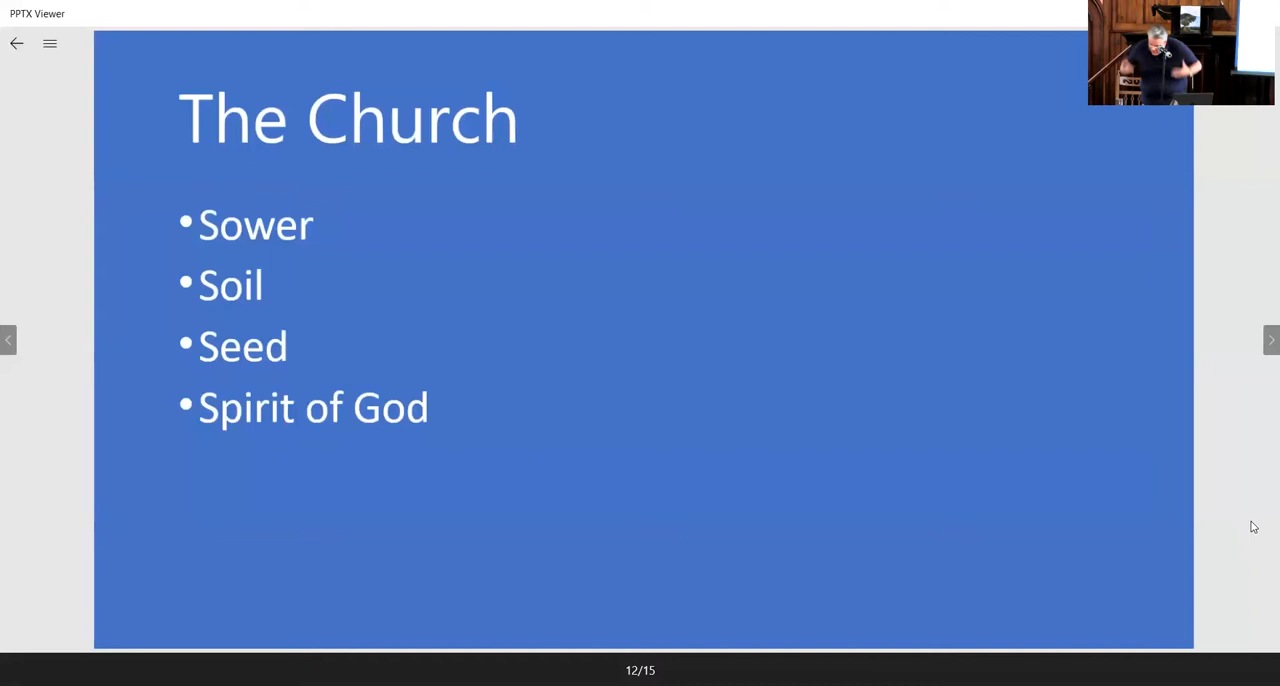 PPTX Viewer
The Church
• Sower
• Soil
• Seed
• Spirit of God
12/15